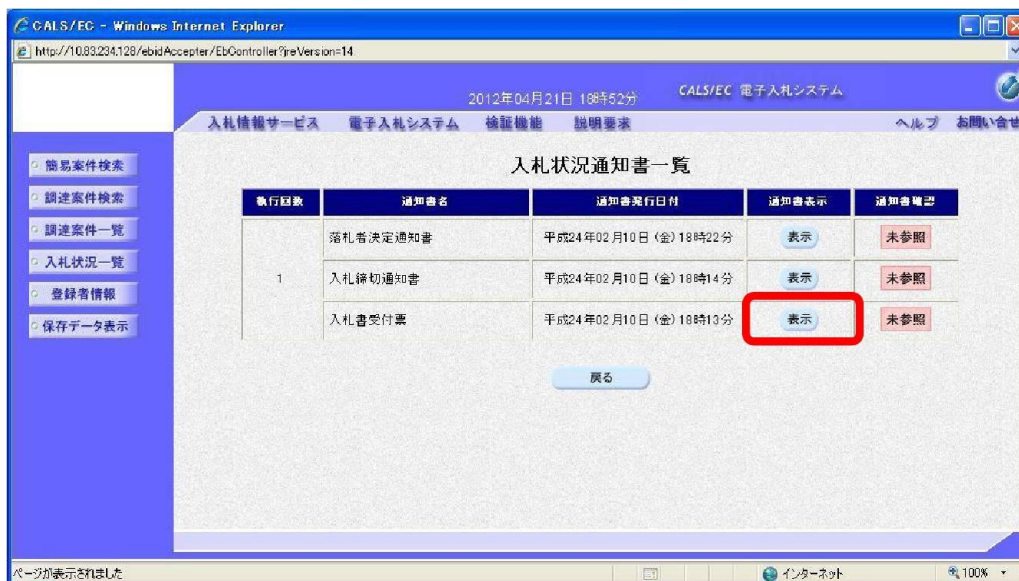 CALS/EC - Windows Internet Explorer
http://10.83.234.128/ebidAccepter/EbController?jreVersion=14
2012年04月21日 18時52分
CALS/EC 電子入札システム
入札情報サービス 電子入札システム 検証機能 説明要求 ヘルプ お問い合せ
簡易案件検索
調達案件検索
調達案件一覧
入札状況一覧
登録者情報
保存データ表示
入札状況通知書一覧
執行回数 通知書名 通知書発行日付 通知書表示 通知書確認
落札者決定通知書 平成24年02月10日 (金) 18時22分 表示 未参照
1 入札締切通知書 平成24年02月10日 (金) 18時14分 表示 未参照
入札書受付票 平成24年02月10日 (金) 18時13分 表示 未参照
戻る
ページが表示されました インターネット 100%